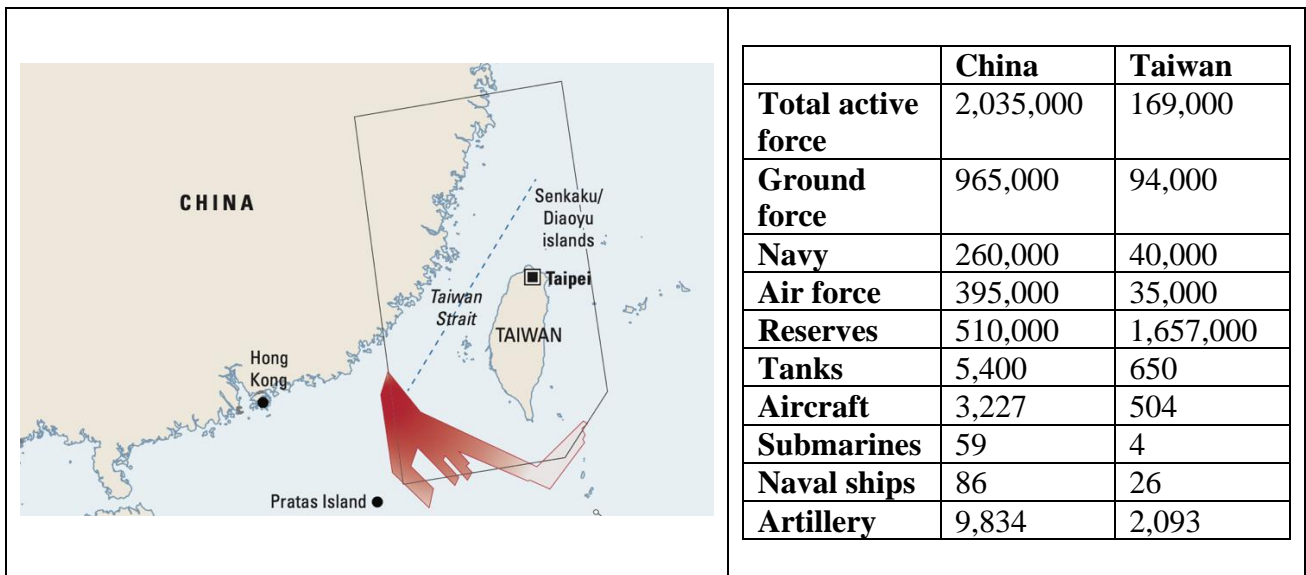 CHINA
Senkaku/
Diaoyu
islands
Taipei
Taiwan
Strait
TAIWAN
Hong
Kong
Pratas Island
China Taiwan
Total active 2,035,000 169,000
force
Ground 965,000 94,000
force
Navy 260,000 40,000
Air force 395,000 35,000
Reserves 510,000 1,657,000
Tanks 5,400 650
Aircraft 3,227 504
Submarines 59 4
Naval ships 86 26
Artillery 9,834 2,093